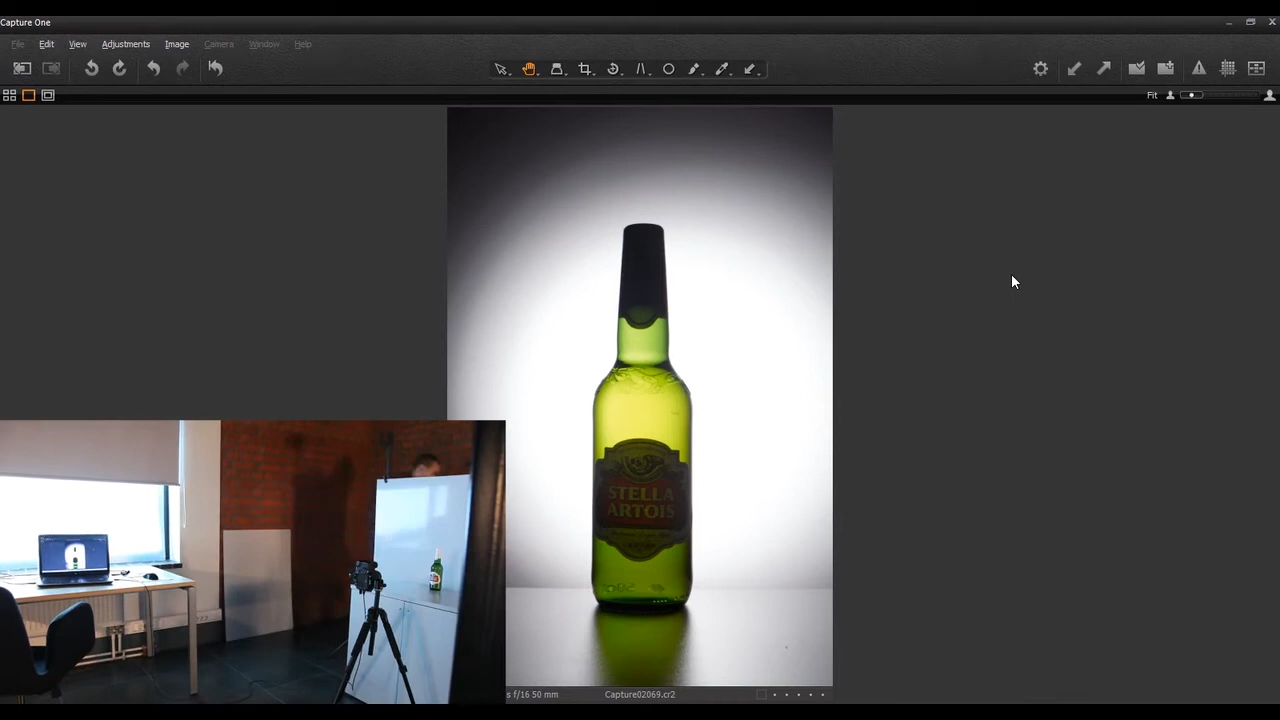 Capture One
File Edit View Adjustments Image Camera Window Help
Fit
STELLA
ARTOIS
s f/16 50 mm
Capture02069.cr2